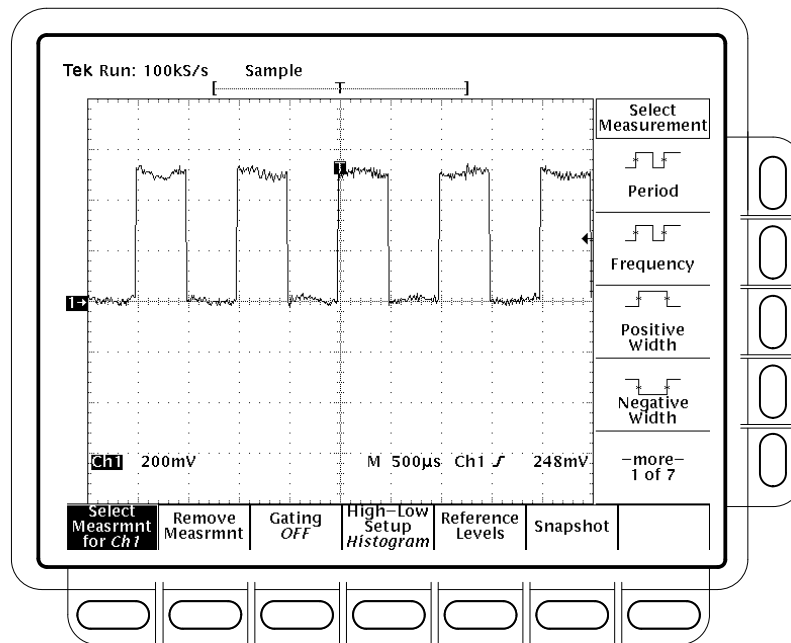 Tek Run: 100kS/s Sample
[ T ]
Select
Measurement
T
Period
Frequency
1→
Positive
Width
Negative
Width
Ch1 200mV M 500µs Ch1 248mV
–more–
1 of 7
Select
Measrmnt
for Ch1
Remove
Measrmnt
Gating
OFF
High–Low
Setup
Histogram
Reference
Levels
Snapshot